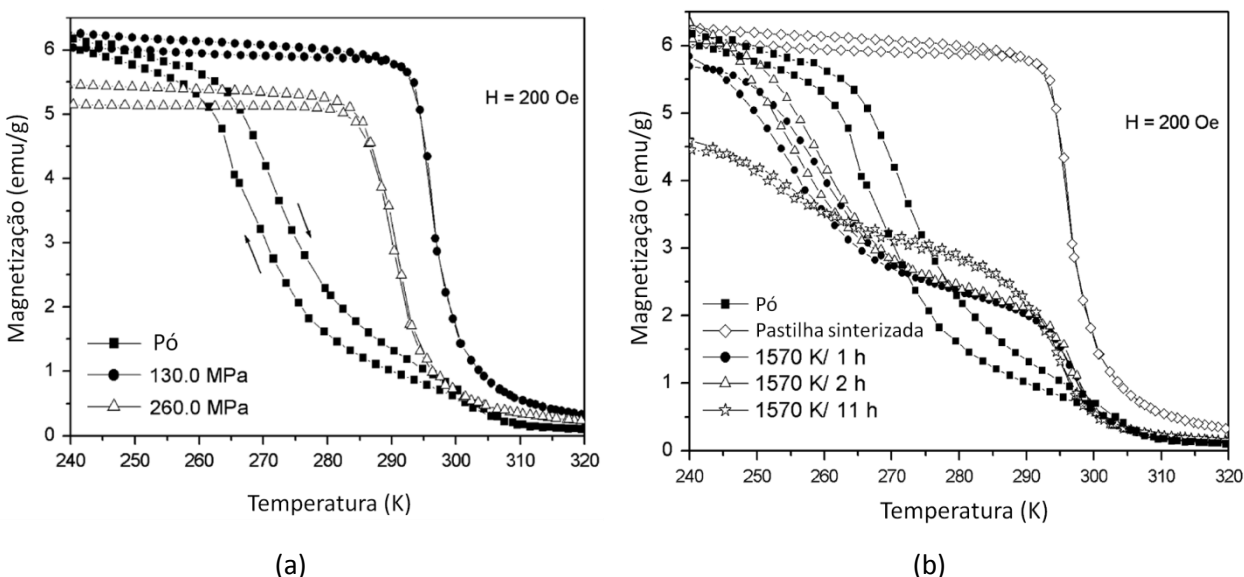 Magnetização (emu/g)
6
5
4
3
2
1
0
H = 200 Oe
Pó
130.0 MPa
260.0 MPa
240 250 260 270 280 290 300 310 320
Temperatura (K)
(a)
Magnetização (emu/g)
6
5
4
3
2
1
0
H = 200 Oe
Pó
Pastilha sinterizada
1570 K/ 1 h
1570 K/ 2 h
1570 K/ 11 h
240 250 260 270 280 290 300 310 320
Temperatura (K)
(b)